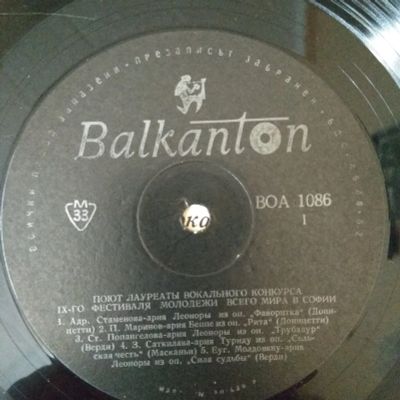 ПРЕЗАПИСЪТ ЗАБРАНЕН
Balkanton
М
33
ВОА 1086
I
ПОЮТ ЛАУРЕАТЫ ВОКАЛЬНОГО КОНКУРСА
IX-ГО ФЕСТИВАЛЯ МОЛОДЕЖИ ВСЕГО МИРА В СОФИИ
1. Адр. Стаменова-ария Леоноры из оп. „Фаворитка“ (Дони-
цетти) 2. П. Маринов-ария Беппе из оп. „Рита“ (Доницетти)
3. Ст. Попангелова-ария Леоноры из оп. „Трубадур“
(Верди) 4. З. Саткилава-ария Туриду из оп. „Сель-
ская честь“ (Масканьи) 5. Еуг. Молдовяну-ария
Леоноры из оп. „Сила судьбы“ (Верди)